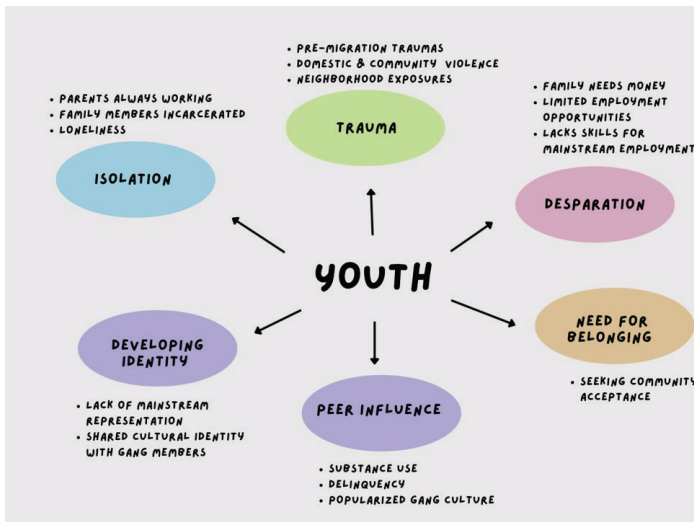 • PRE-MIGRATION TRAUMAS
• DOMESTIC & COMMUNITY VIOLENCE
• NEIGHBORHOOD EXPOSURES
TRAUMA
• PARENTS ALWAYS WORKING
• FAMILY MEMBERS INCARCERATED
• LONELINESS
ISOLATION
• FAMILY NEEDS MONEY
• LIMITED EMPLOYMENT
OPPORTUNITIES
• LACKS SKILLS FOR
MAINSTREAM EMPLOYMENT
DESPARATION
YOUTH
DEVELOPING
IDENTITY
• LACK OF MAINSTREAM
REPRESENTATION
• SHARED CULTURAL IDENTITY
WITH GANG MEMBERS
PEER INFLUENCE
• SUBSTANCE USE
• DELINQUENCY
• POPULARIZED GANG CULTURE
NEED FOR
BELONGING
• SEEKING COMMUNITY
ACCEPTANCE